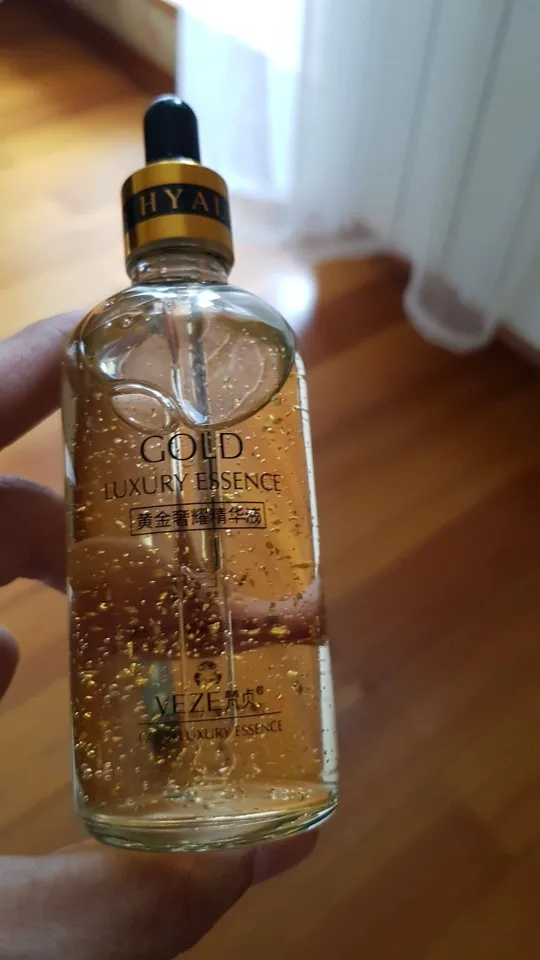 HYAL
GOLD
LUXURY ESSENCE
黄金奢耀精华液
VEZE梵贞®
LUXURY ESSENCE